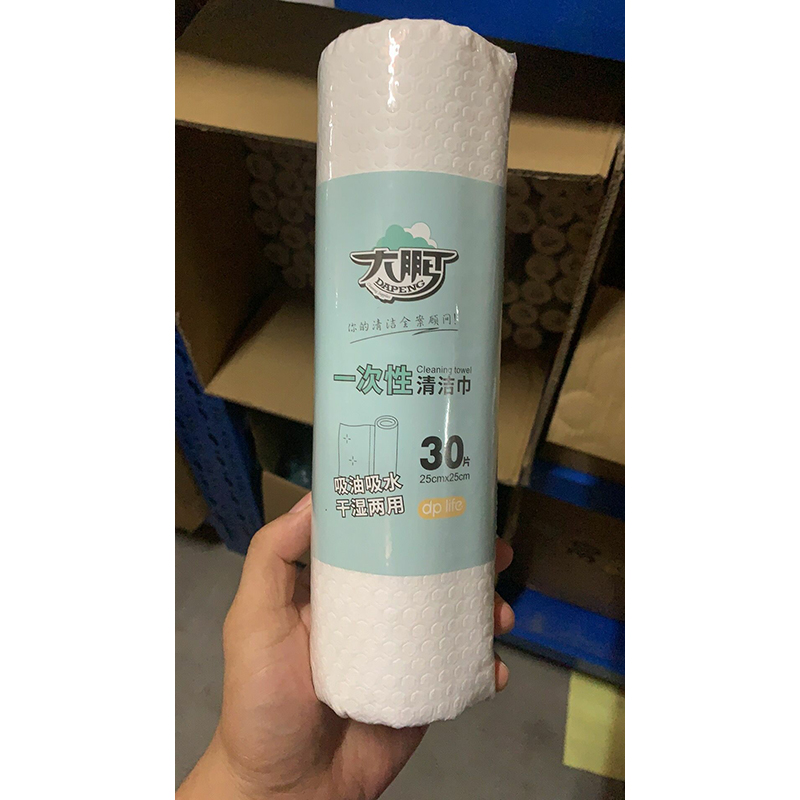 大鹏
DAPENG
你的清洁全案顾问!
一次性 Cleaning towel
清洁巾
30片
25cmx25cm
吸油吸水
干湿两用
dp life